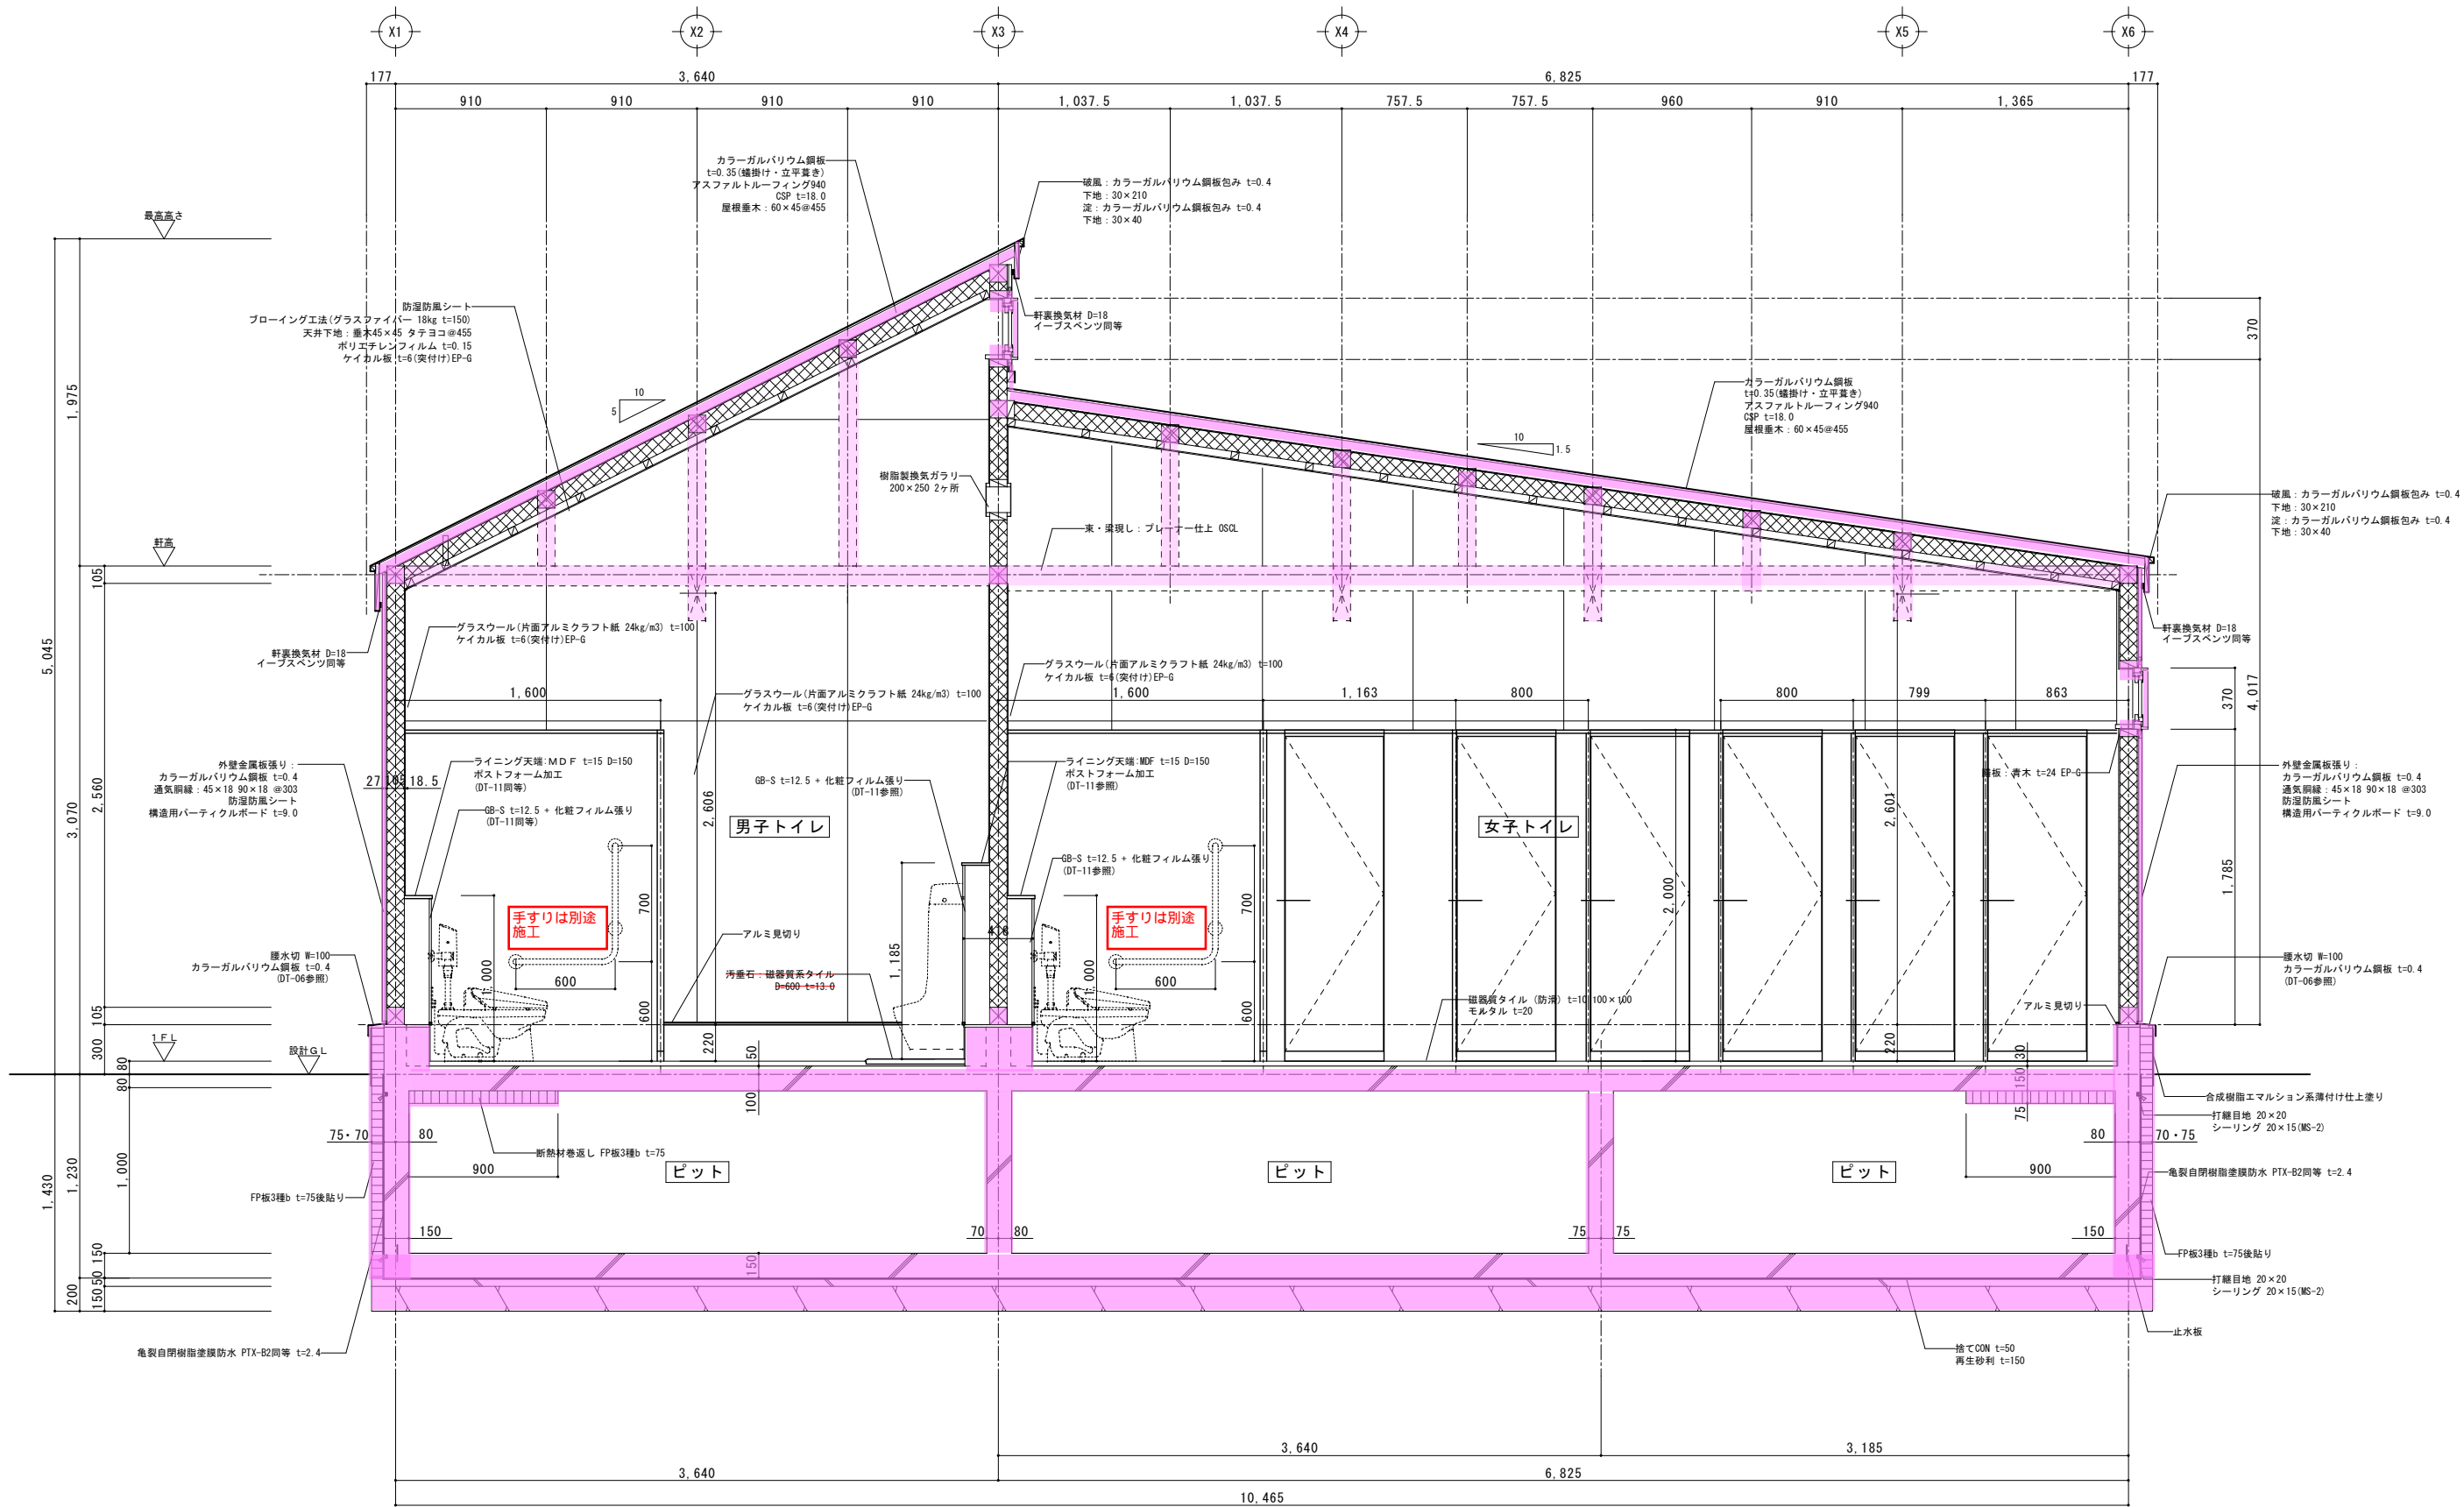 X1
X2
X3
X4
X5
X6
177
3,640
6,825
177
910
910
910
910
1,037.5
1,037.5
757.5
757.5
960
910
1,365
カラーガルバリウム鋼板
t=0.35(蟻掛け・立平葺き)
アスファルトルーフィング940
CSP t=18.0
屋根垂木：60×45@455
破風：カラーガルバリウム鋼板包み t=0.4
下地：30×210
淀：カラーガルバリウム鋼板包み t=0.4
下地：30×40
最高高さ
防湿防風シート
ブローイング工法(グラスファイバー 18kg t=150)
天井下地：垂木45×45 タテヨコ@455
ポリエチレンフィルム t=0.15
ケイカル板 t=6(突付け)EP-G
軒裏換気材 D=18
イーブスベンツ同等
370
10
5
カラーガルバリウム鋼板
t=0.35(蟻掛け・立平葺き)
アスファルトルーフィング940
CSP t=18.0
屋根垂木：60×45@455
10
1.5
1,975
樹脂製換気ガラリ
200×250 2ヶ所
破風：カラーガルバリウム鋼板包み t=0.4
下地：30×210
淀：カラーガルバリウム鋼板包み t=0.4
下地：30×40
束・梁現し：プレーナー仕上 OSCL
軒高
105
5,045
グラスウール(片面アルミクラフト紙 24kg/m3) t=100
ケイカル板 t=6(突付け)EP-G
軒裏換気材 D=18
イーブスベンツ同等
軒裏換気材 D=18
イーブスベンツ同等
グラスウール(片面アルミクラフト紙 24kg/m3) t=100
ケイカル板 t=6(突付け)EP-G
グラスウール(片面アルミクラフト紙 24kg/m3) t=100
ケイカル板 t=6(突付け)EP-G
1,600
1,600
1,163
800
800
799
863
370
4,017
外壁金属板張り：
カラーガルバリウム鋼板 t=0.4
通気胴縁：45×18 90×18 @303
防湿防風シート
構造用パーティクルボード t=9.0
27
105
18.5
ライニング天端：ＭＤＦ t=15 D=150
ポストフォーム加工
(DT-11同等)
GB-S t=12.5 + 化粧フィルム張り
(DT-11同等)
GB-S t=12.5 + 化粧フィルム張り
(DT-11参照)
ライニング天端：MDF t=15 D=150
ポストフォーム加工
(DT-11参照)
GB-S t=12.5 + 化粧フィルム張り
(DT-11参照)
膳板：青木 t=24 EP-G
外壁金属板張り：
カラーガルバリウム鋼板 t=0.4
通気胴縁：45×18 90×18 @303
防湿防風シート
構造用パーティクルボード t=9.0
2,560
3,070
2,606
2,601
男子トイレ
女子トイレ
手すりは別途
施工
手すりは別途
施工
700
600
600
1,000
1,185
700
600
600
1,000
2,000
1,785
アルミ見切り
汚垂石：磁器質系タイル
D=600 t=13.0
腰水切 W=100
カラーガルバリウム鋼板 t=0.4
(DT-06参照)
腰水切 W=100
カラーガルバリウム鋼板 t=0.4
(DT-06参照)
磁器質タイル (防滑) t=10 100×100
モルタル t=20
アルミ見切り
105
300
80
80
１ＦＬ
設計ＧＬ
220
50
100
220
30
150
75
合成樹脂エマルション系薄付け仕上塗り
打継目地 20×20
シーリング 20×15(MS-2)
75・70
80
80
70・75
断熱材巻返し FP板3種b t=75
900
900
ピット
ピット
ピット
亀裂自閉樹脂塗膜防水 PTX-B2同等 t=2.4
FP板3種b t=75後貼り
1,000
1,230
1,430
150
70
80
75
75
150
FP板3種b t=75後貼り
150
150
50
150
200
打継目地 20×20
シーリング 20×15(MS-2)
止水板
捨てCON t=50
再生砂利 t=150
亀裂自閉樹脂塗膜防水 PTX-B2同等 t=2.4
3,640
3,185
3,640
6,825
10,465